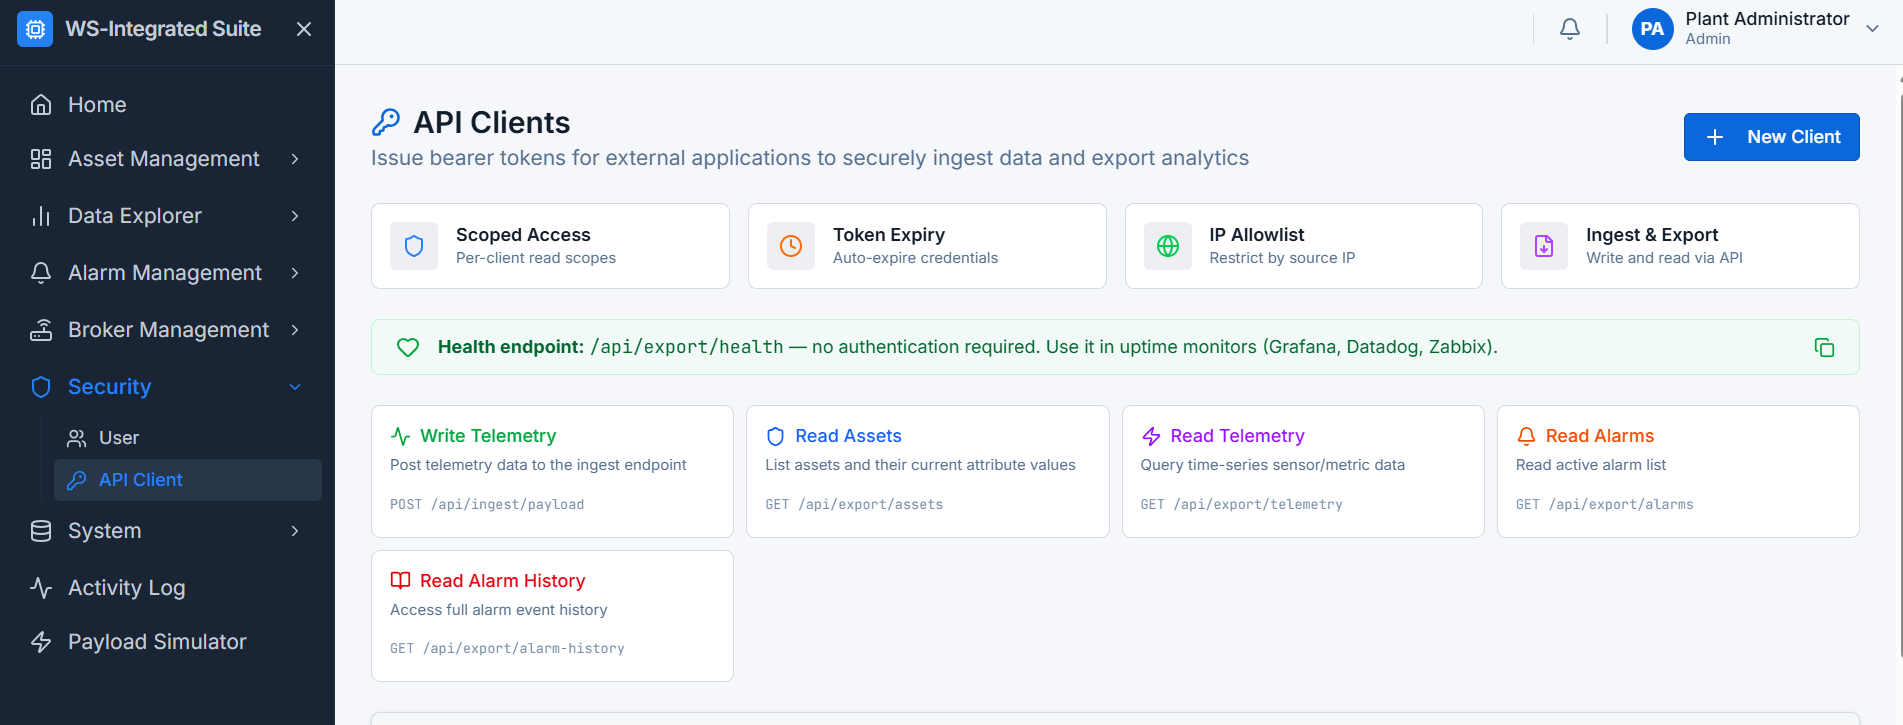 WS-Integrated Suite
Home
Asset Management
Data Explorer
Alarm Management
Broker Management
Security
User
API Client
System
Activity Log
Payload Simulator
PA
Plant Administrator
Admin
API Clients
Issue bearer tokens for external applications to securely ingest data and export analytics
New Client
Scoped Access
Per-client read scopes
Token Expiry
Auto-expire credentials
IP Allowlist
Restrict by source IP
Ingest & Export
Write and read via API
Health endpoint: /api/export/health — no authentication required. Use it in uptime monitors (Grafana, Datadog, Zabbix).
Write Telemetry
Post telemetry data to the ingest endpoint
POST /api/ingest/payload
Read Assets
List assets and their current attribute values
GET /api/export/assets
Read Telemetry
Query time-series sensor/metric data
GET /api/export/telemetry
Read Alarms
Read active alarm list
GET /api/export/alarms
Read Alarm History
Access full alarm event history
GET /api/export/alarm-history